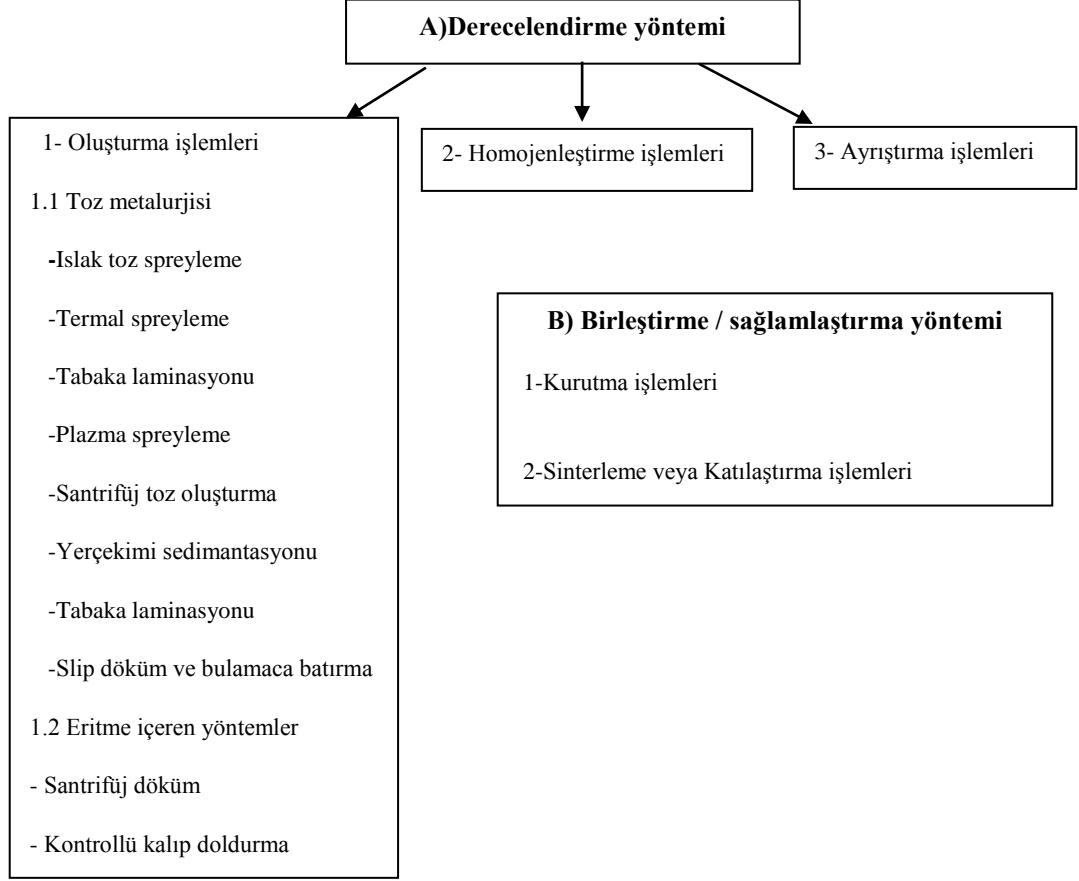 A)Derecelendirme yöntemi
1- Oluşturma işlemleri
1.1 Toz metalurjisi
-Islak toz spreyleme
-Termal spreyleme
-Tabaka laminasyonu
-Plazma spreyleme
-Santrifüj toz oluşturma
-Yerçekimi sedimantasyonu
-Tabaka laminasyonu
-Slip döküm ve bulamaca batırma
1.2 Eritme içeren yöntemler
- Santrifüj döküm
- Kontrollü kalıp doldurma
2- Homojenleştirme işlemleri
3- Ayrıştırma işlemleri
B) Birleştirme / sağlamlaştırma yöntemi
1-Kurutma işlemleri
2-Sinterleme veya Katılaştırma işlemleri